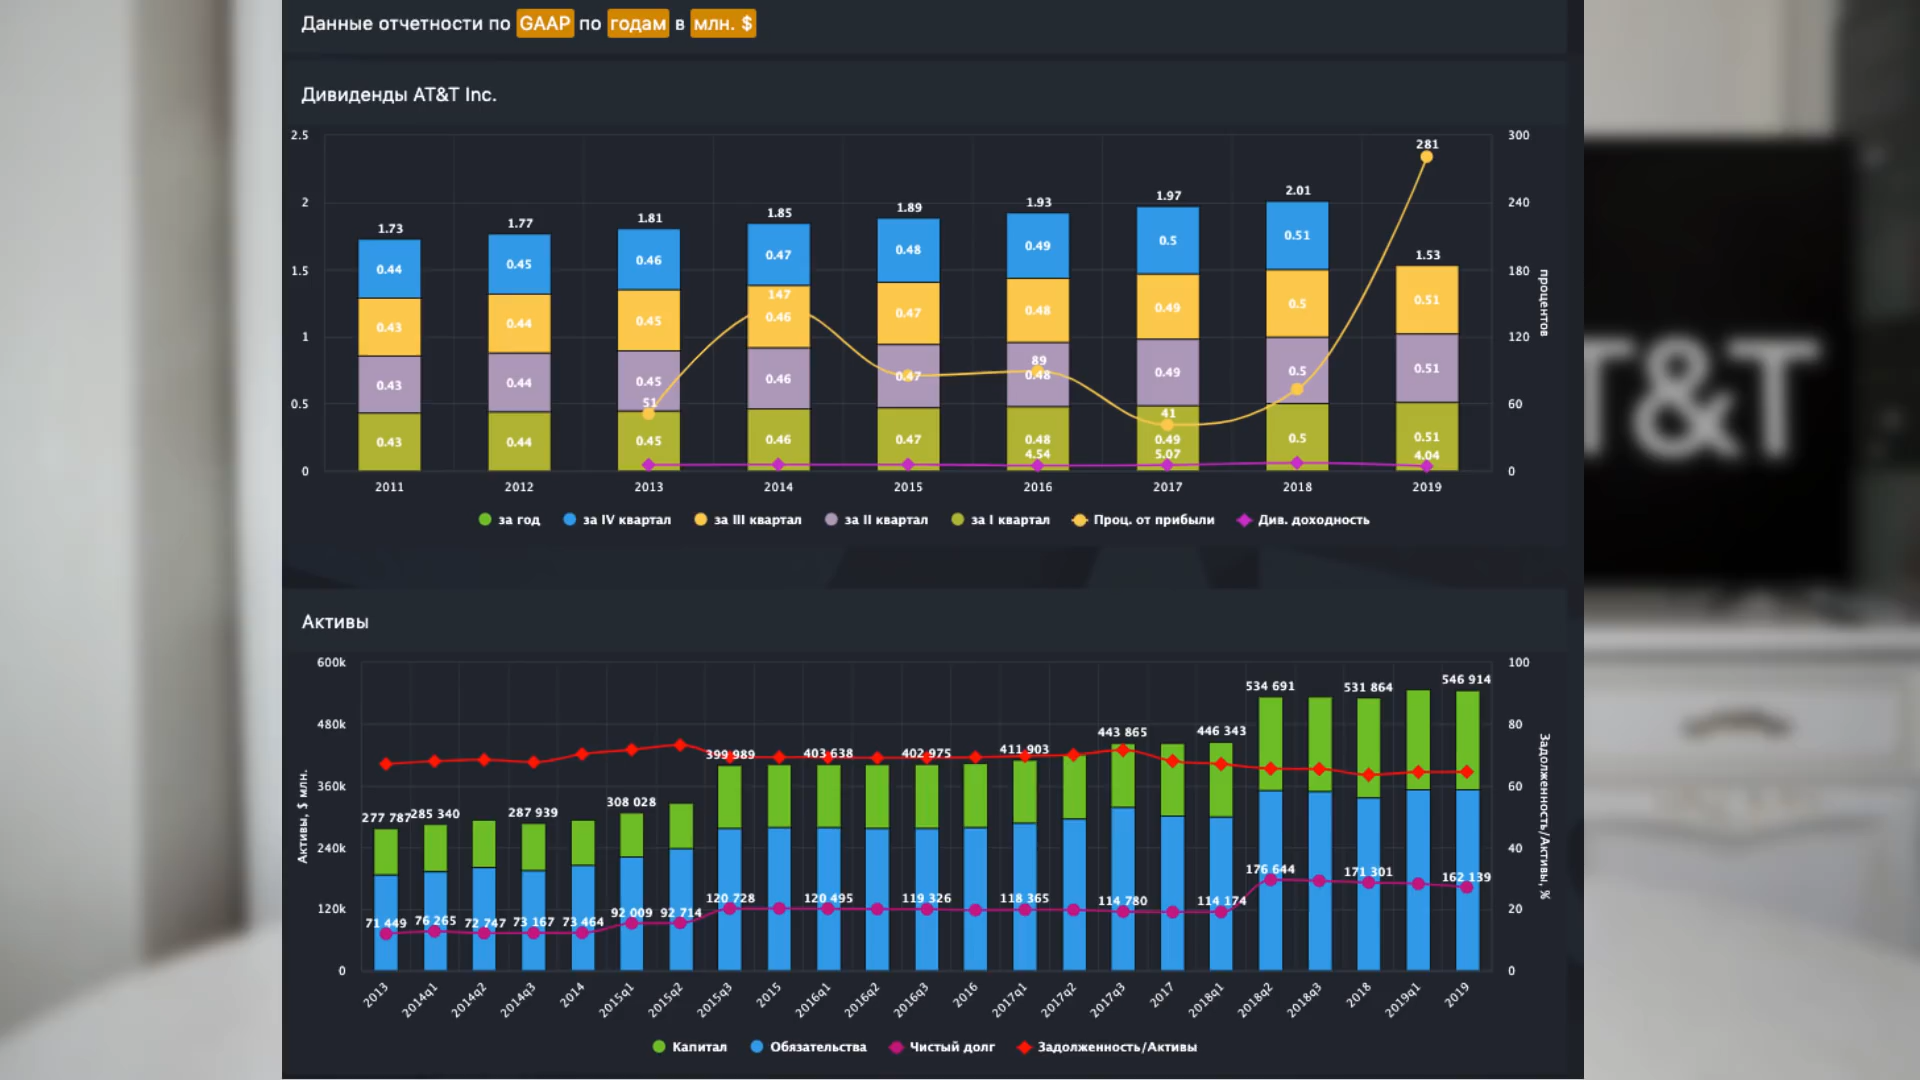 Данные отчетности по GAAP по годам в млн. $
Дивиденды AT&T Inc.
2.5
2
1.5
1
0.5
0
300
240
180
120
60
0
процентов
1.73
1.77
1.81
1.85
1.89
1.93
1.97
2.01
281
1.53
0.44
0.45
0.46
0.47
0.48
0.49
0.5
0.51
0.43
0.44
0.45
147
0.46
0.47
0.48
0.49
0.5
0.51
0.43
0.44
0.45
51
0.46
0.47
89
0.48
0.49
0.5
0.51
0.43
0.44
0.45
0.46
0.47
0.48
4.54
41
0.49
5.07
0.5
0.51
4.04
2011
2012
2013
2014
2015
2016
2017
2018
2019
за год
за IV квартал
за III квартал
за II квартал
за I квартал
Проц. от прибыли
Див. доходность
T&T
Активы
600k
480k
360k
240k
120k
0
Активы, $ млн.
100
80
60
40
20
0
Задолженность/Активы, %
277 787
285 340
287 939
308 028
399 989
403 638
402 975
411 903
443 865
446 343
534 691
531 864
546 914
71 449
76 265
72 747
73 167
73 464
92 009
92 714
120 728
120 495
119 326
118 365
114 780
114 174
176 644
171 301
162 139
2013
2014q1
2014q2
2014q3
2014
2015q1
2015q2
2015q3
2015
2016q1
2016q2
2016q3
2016
2017q1
2017q2
2017q3
2017
2018q1
2018q2
2018q3
2018
2019q1
2019
Капитал
Обязательства
Чистый долг
Задолженность/Активы